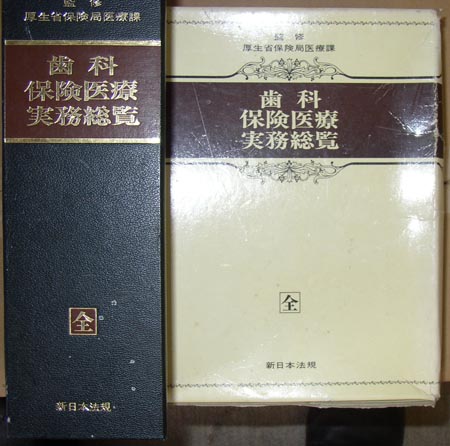 監修
厚生省保険局医療課
歯科
保険医療
実務総覧
全
新日本法規
監修
厚生省保険局医療課
歯科
保険医療
実務総覧
全
新日本法規